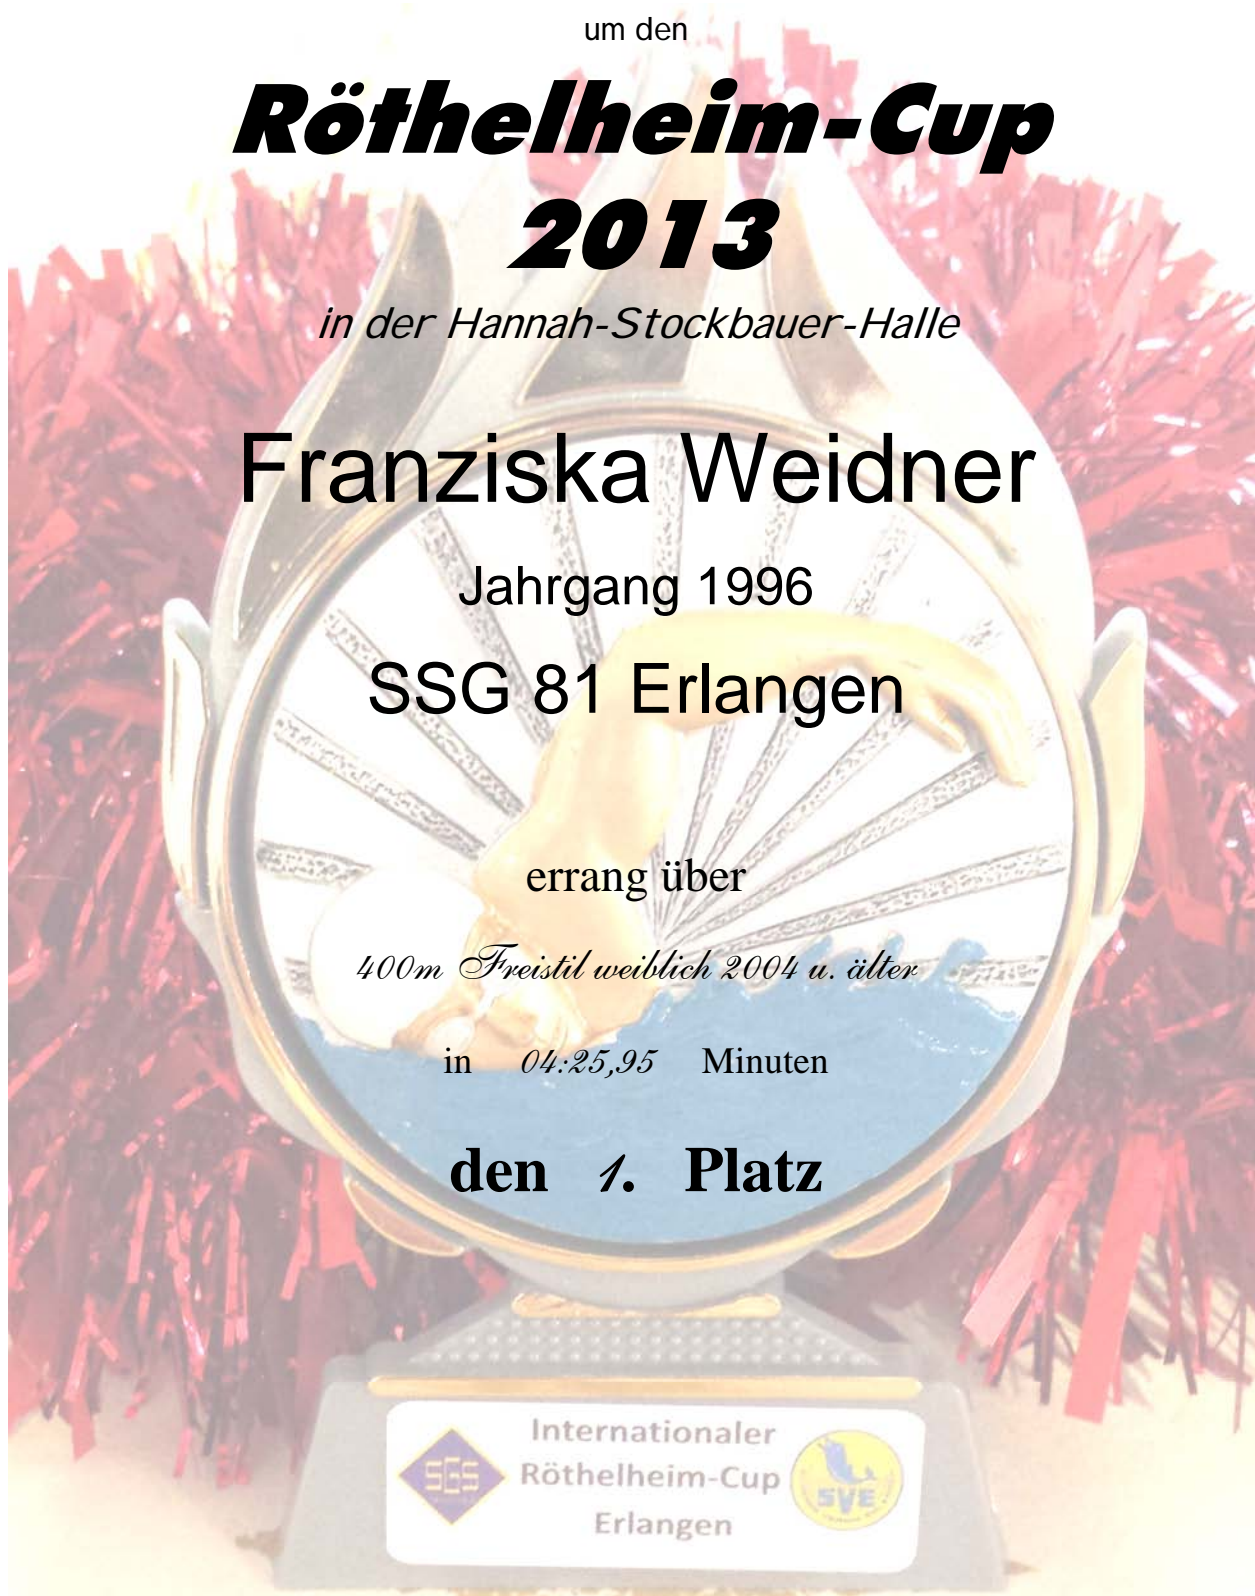 um den
Röthelheim-Cup
2013
in der Hannah-Stockbauer-Halle
Franziska Weidner
Jahrgang 1996
SSG 81 Erlangen
errang über
400m Freistil weiblich 2004 u. älter
in 04:25,95 Minuten
den 1. Platz
Internationaler
SGS Röthelheim-Cup
SVE
Erlangen